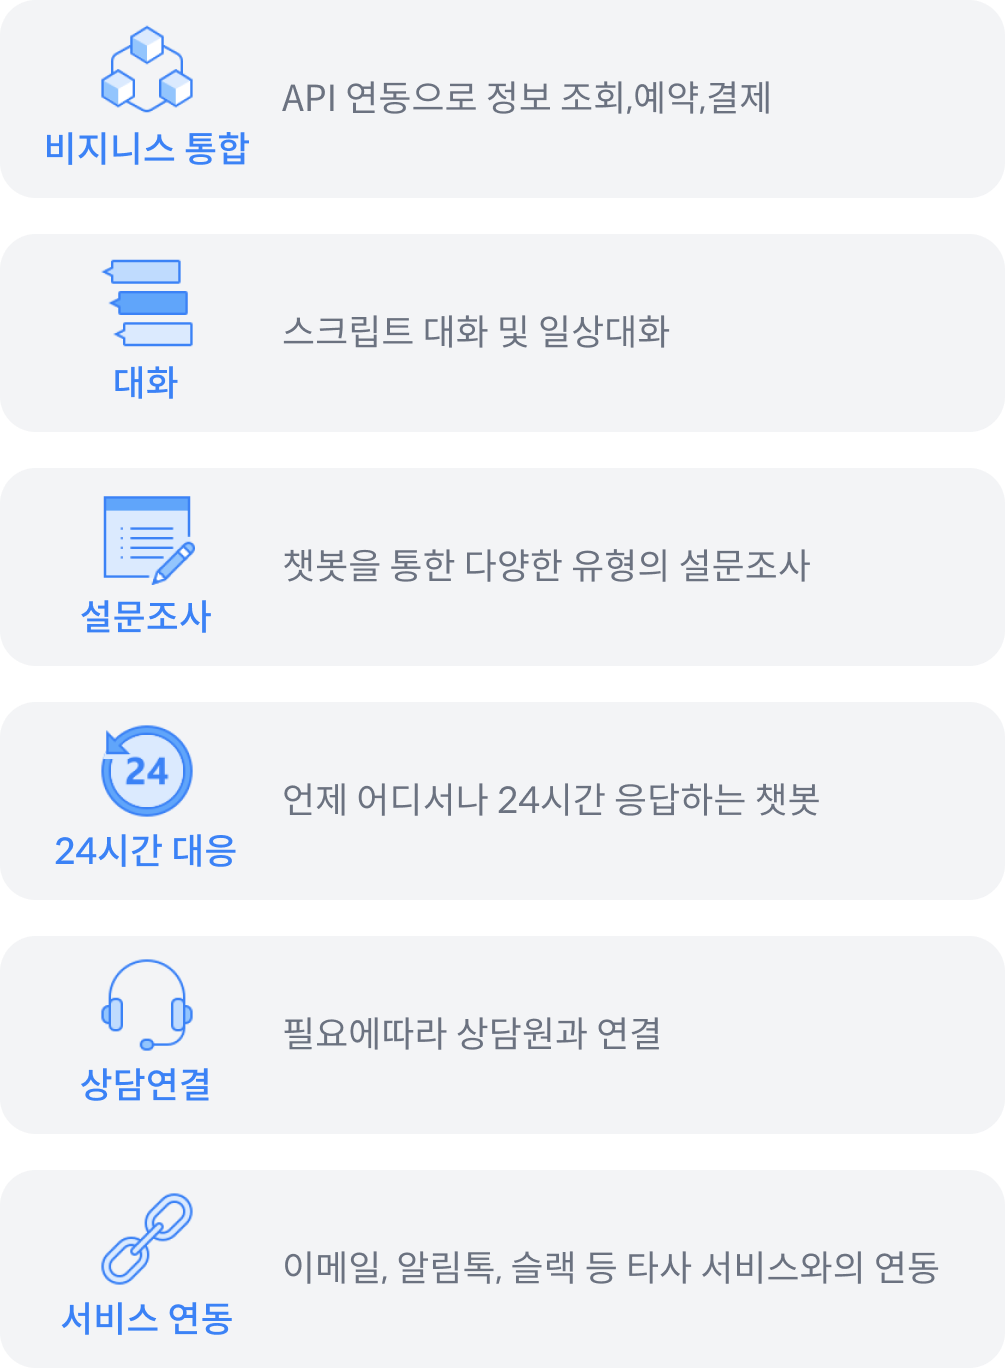 비지니스 통합
API 연동으로 정보 조회,예약,결제
대화
스크립트 대화 및 일상대화
설문조사
챗봇을 통한 다양한 유형의 설문조사
24
24시간 대응
언제 어디서나 24시간 응답하는 챗봇
상담연결
필요에따라 상담원과 연결
서비스 연동
이메일, 알림톡, 슬랙 등 타사 서비스와의 연동